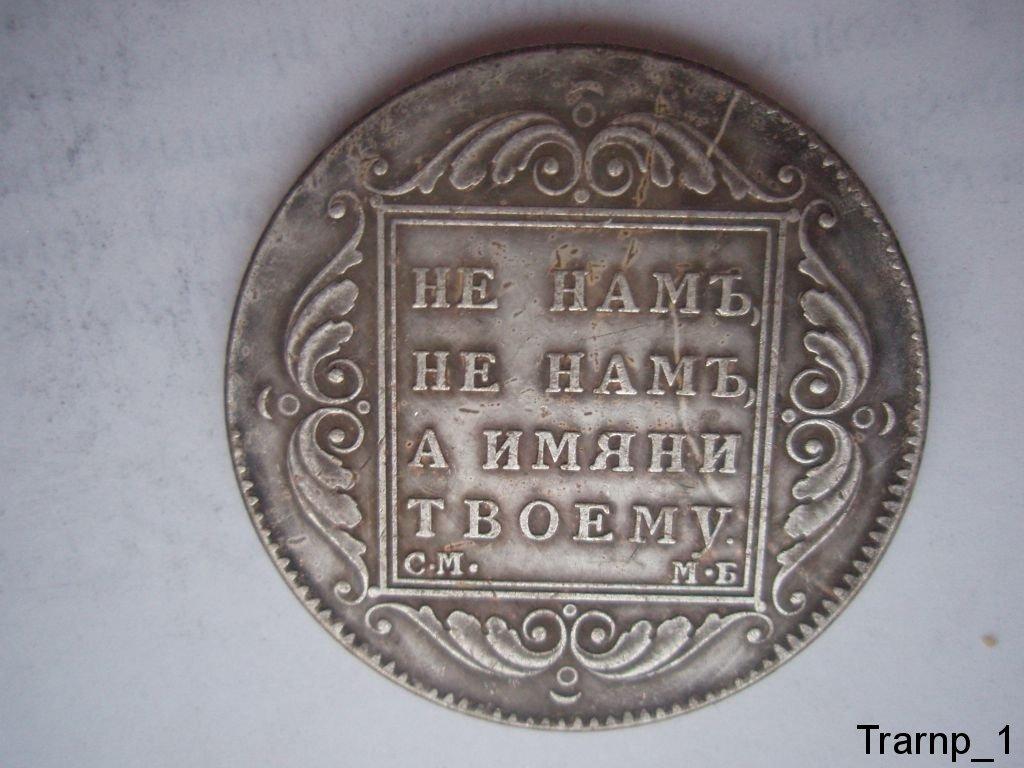 НЕ НАМЪ,
НЕ НАМЪ,
А ИМЯНИ
ТВОЕМУ.
С.М. М.Б
Trarnp_1